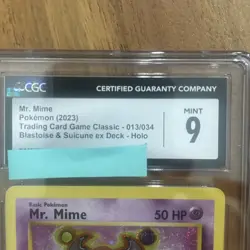 CGC
CERTIFIED GUARANTY COMPANY
Mr. Mime
Pokémon (2023)
Trading Card Game Classic - 013/034
Blastoise & Suicune ex Deck - Holo
MINT
9
Basic Pokémon
Mr. Mime
50 HP